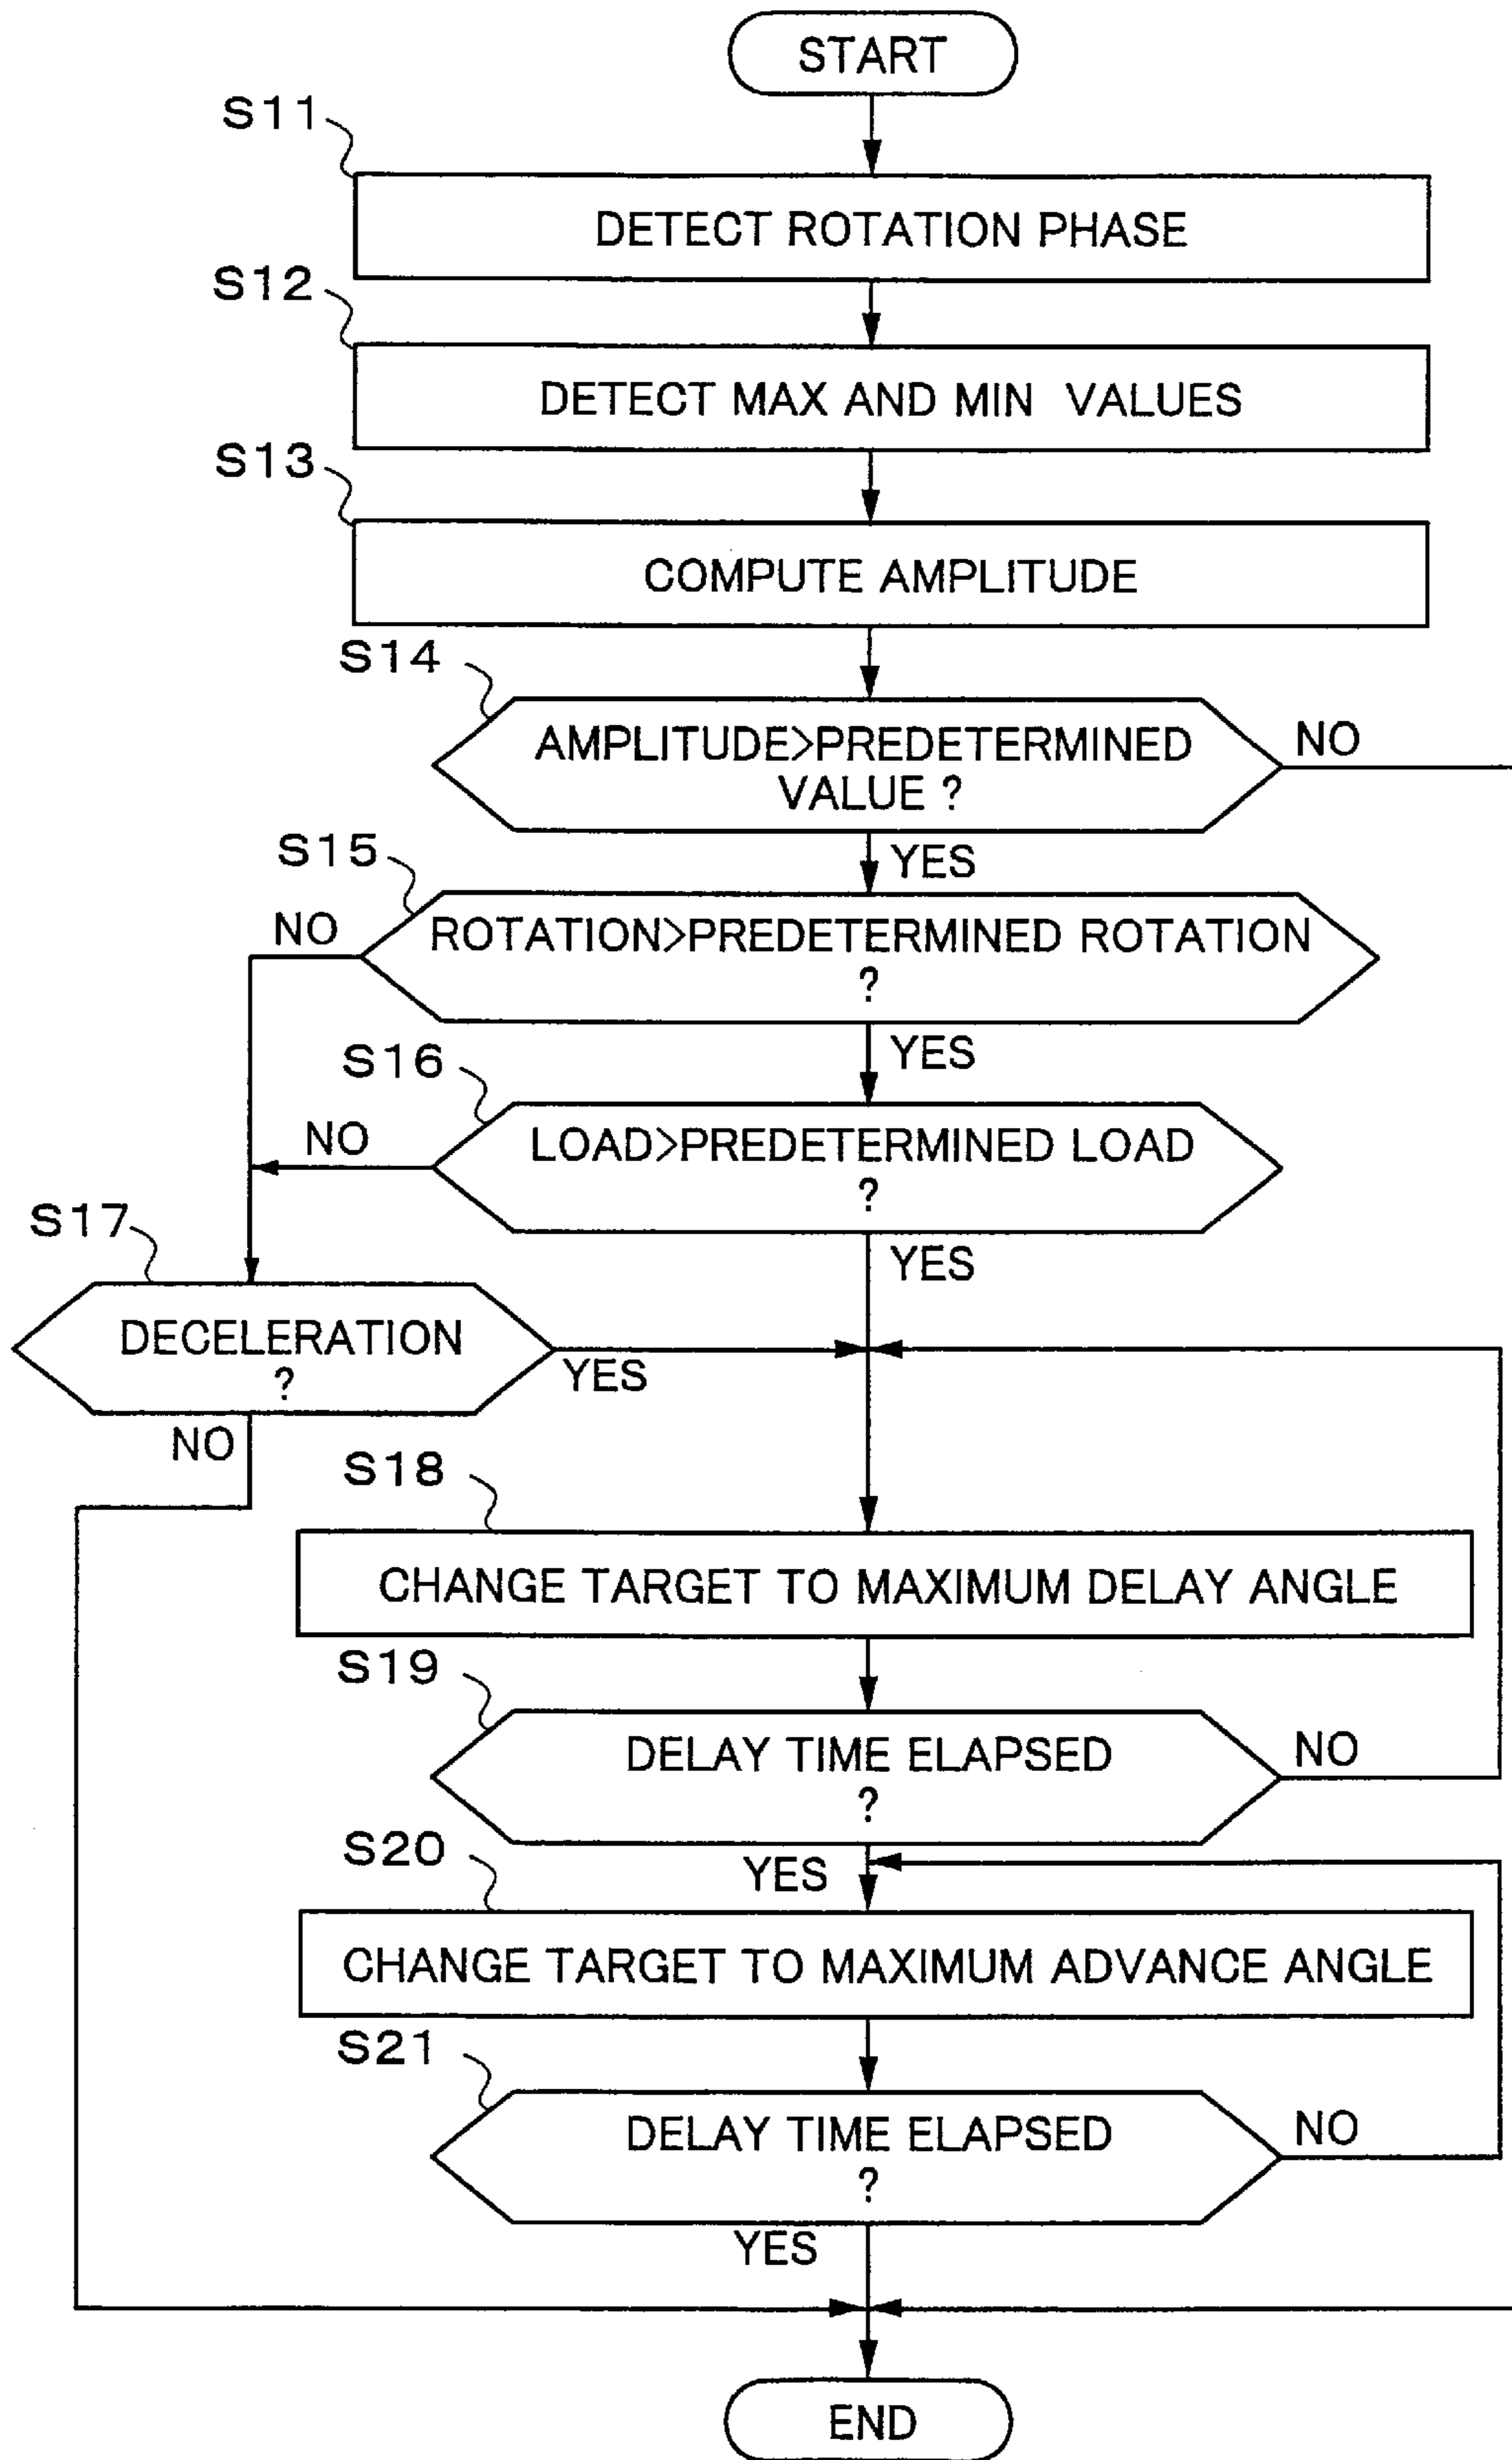 START
S11
DETECT ROTATION PHASE
S12
DETECT MAX AND MIN VALUES
S13
COMPUTE AMPLITUDE
S14
AMPLITUDE>PREDETERMINED
VALUE ?
NO
YES
S15
NO
ROTATION>PREDETERMINED ROTATION
?
YES
S16
NO
LOAD>PREDETERMINED LOAD
?
YES
S17
DECELERATION
?
YES
NO
S18
CHANGE TARGET TO MAXIMUM DELAY ANGLE
S19
DELAY TIME ELAPSED
?
NO
YES
S20
CHANGE TARGET TO MAXIMUM ADVANCE ANGLE
S21
DELAY TIME ELAPSED
?
NO
YES
END